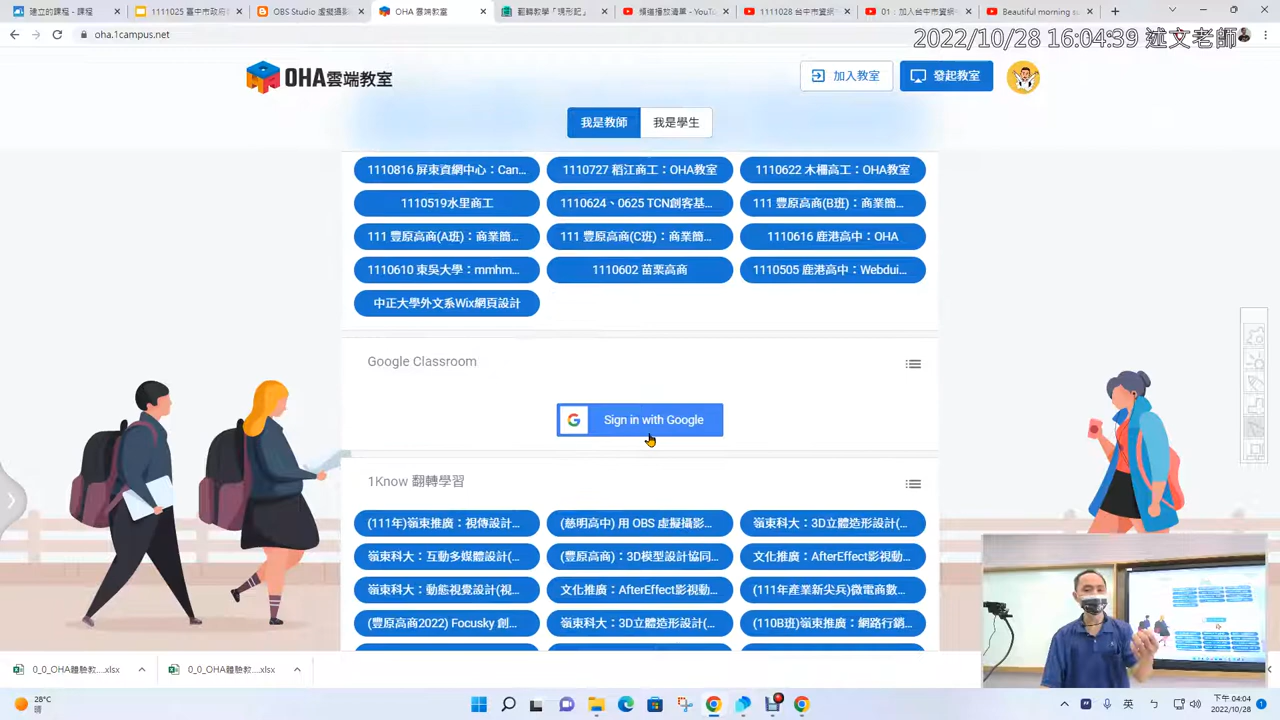 建立的 - 課程
1111025 臺中市政府
OBS Studio 虛擬攝影
OHA 雲端教室
翻轉教學「矯形記」
頻道播放清單 - YouTu
1111028 台中市資網
01：加入台中市資網
Beautiful morning s
oha.1campus.net
2022/10/28 16:04:39 述文老師
OHA雲端教室
加入教室
發起教室
我是教師
我是學生
1110816 屏東資網中心：Can...
1110727 稻江商工：OHA教室
1110622 木柵高工：OHA教室
1110519水里商工
1110624、0625 TCN創客基...
111 豐原高商(B班)：商業簡...
111 豐原高商(A班)：商業簡...
111 豐原高商(C班)：商業簡...
1110616 鹿港高中：OHA
1110610 東吳大學：mmhm...
1110602 苗栗高商
1110505 鹿港高中：Webdui...
中正大學外文系Wix網頁設計
Google Classroom
Sign in with Google
1Know 翻轉學習
(111年)嶺東推廣：視傳設計...
(慈明高中) 用 OBS 虛擬攝影...
嶺東科大：3D立體造形設計(...
嶺東科大：互動多媒體設計(...
(豐原高商)：3D模型設計協同...
文化推廣：AfterEffect影視動...
嶺東科大：動態視覺設計(視...
文化推廣：AfterEffect影視動...
(111年產業新尖兵)微電商數...
(豐原高商2022) Focusky 創...
嶺東科大：3D立體造形設計(...
(110B班)嶺東推廣：網路行銷...
0_0_OHA體驗教....xlsx
0_0_OHA體驗教....xlsx
28°C
晴
英
下午 04:04
2022/10/28